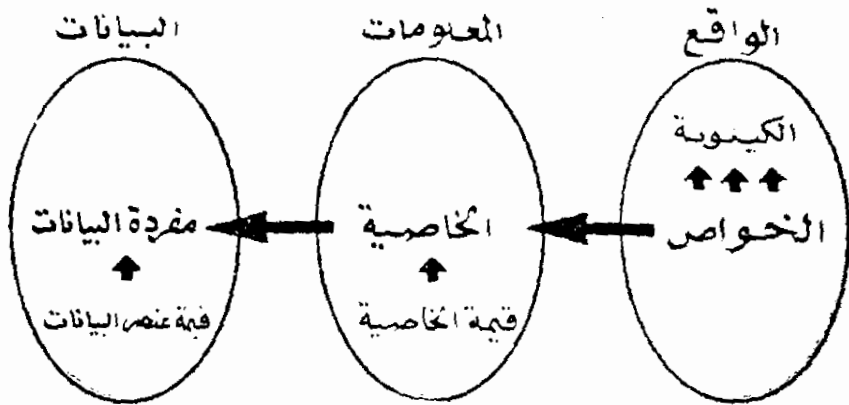 الواقع
المعلومات
البيانات
الكينونة
الخواص
الخاصية
مفردة البيانات
قيمة الخاصية
قيمة عنصر البيانات